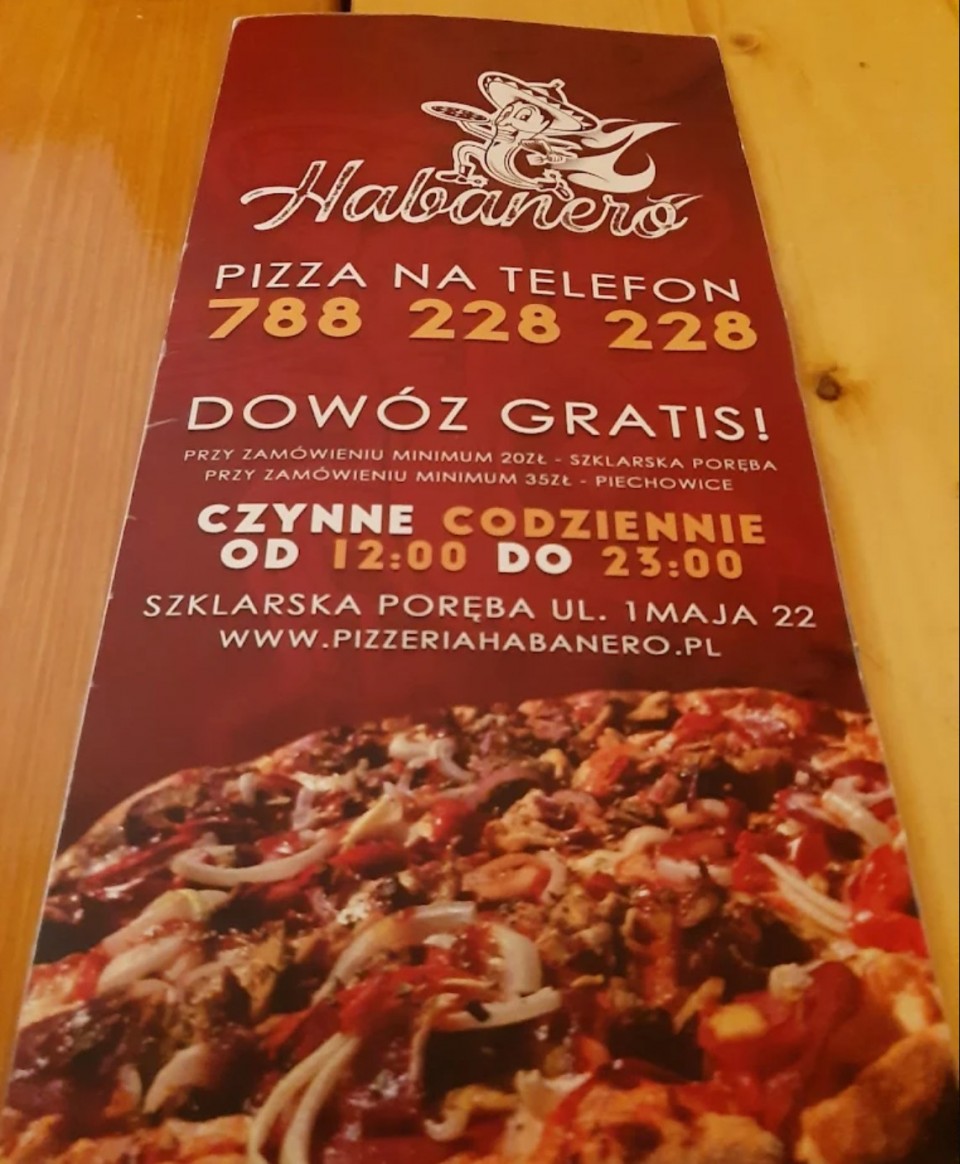 Habanero
PIZZA NA TELEFON
788 228 228
DOWÓZ GRATIS!
PRZY ZAMÓWIENIU MINIMUM 20ZŁ - SZKLARSKA PORĘBA
PRZY ZAMÓWIENIU MINIMUM 35ZŁ - PIECHOWICE
CZYNNE CODZIENNIE
OD 12:00 DO 23:00
SZKLARSKA PORĘBA UL. 1MAJA 22
WWW.PIZZERIAHABANERO.PL